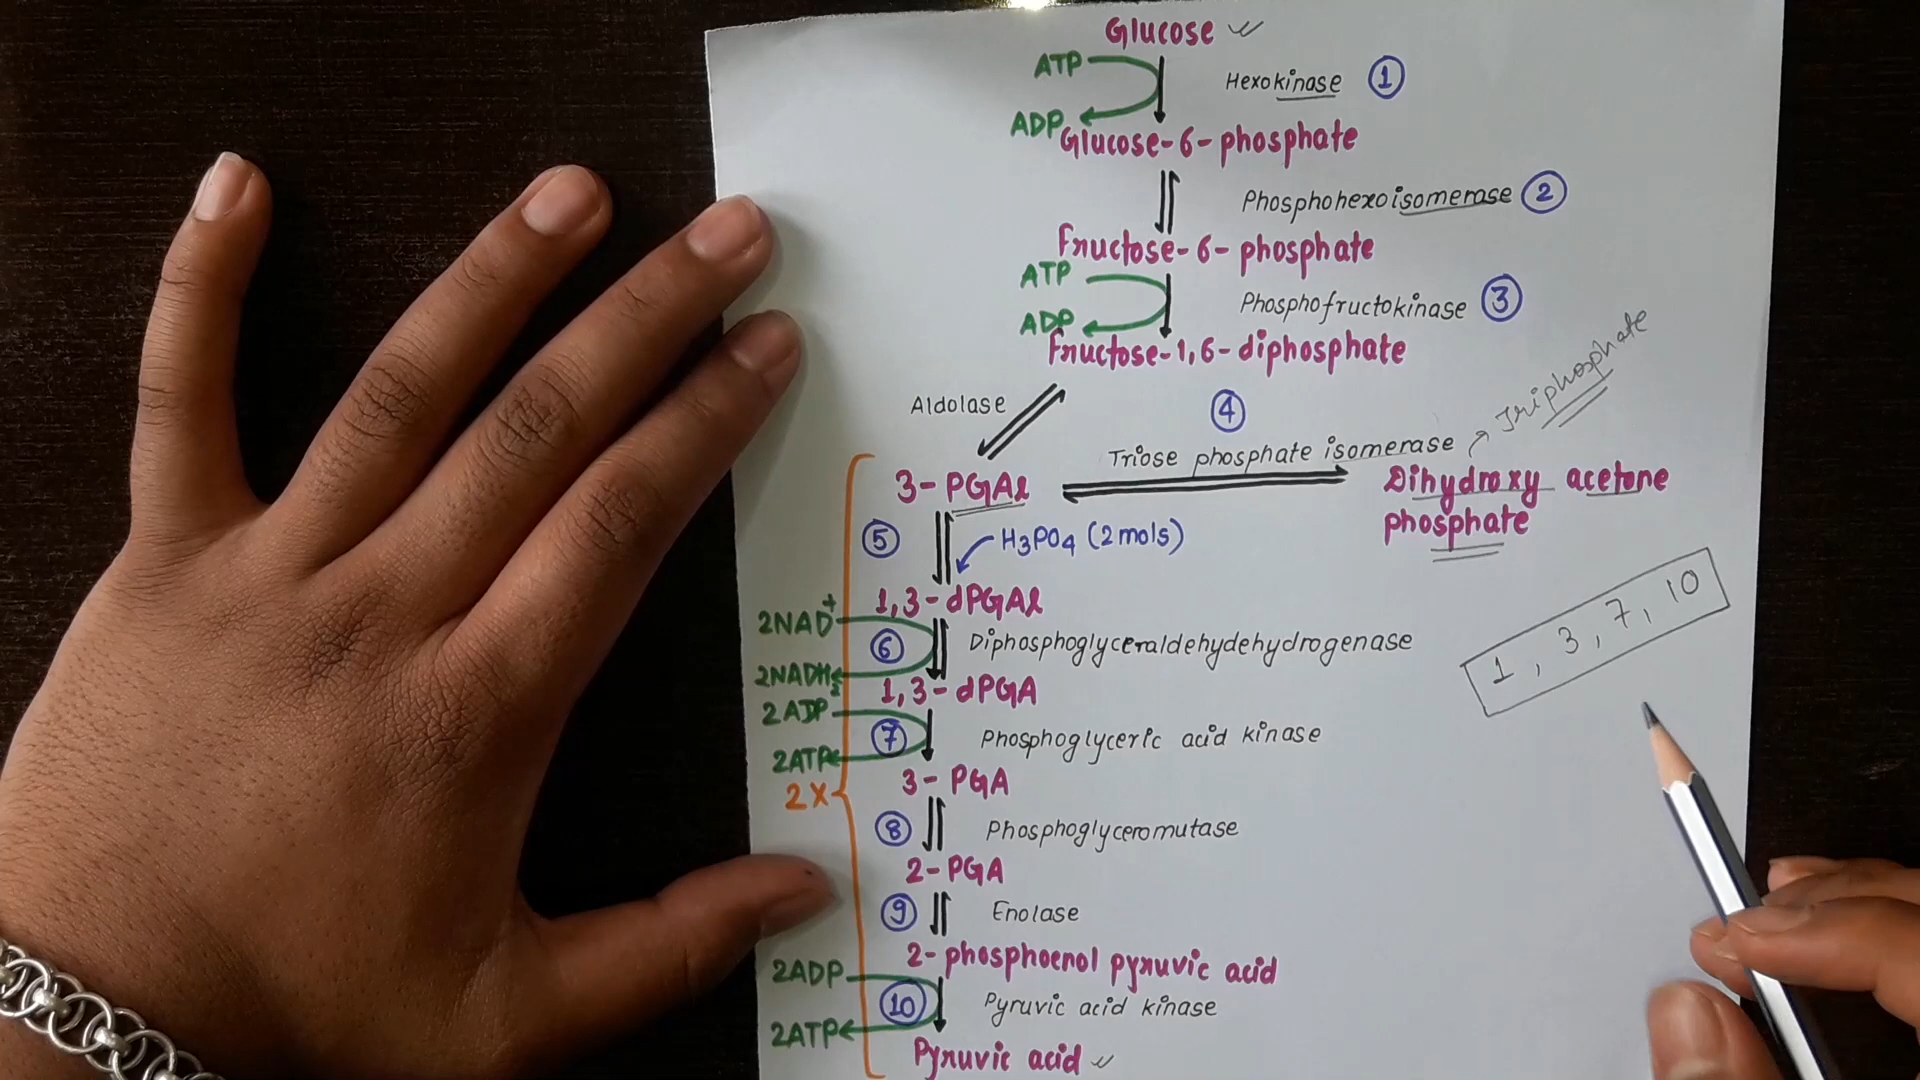 Glucose
ATP
Hexokinase 1
ADP
Glucose-6-phosphate
Phosphohexoisomerase 2
Fructose-6-phosphate
ATP
Phosphofructokinase 3
ADP
Fructose-1,6-diphosphate
Triphosphate
Aldolase
4
Triose phosphate isomerase
3-PGAl
Dihydroxy acetone
phosphate
5
H3PO4 (2mols)
1,3-dPGAl
1, 3, 7, 10
2NAD+
6 Diphosphoglyceraldehydehydrogenase
2NADH2
1,3-dPGA
2ADP
7 Phosphoglyceric acid kinase
2ATP
3-PGA
2X
8 Phosphoglyceromutase
2-PGA
9 Enolase
2-phosphoenol pyruvic acid
2ADP
10 Pyruvic acid kinase
2ATP
Pyruvic acid